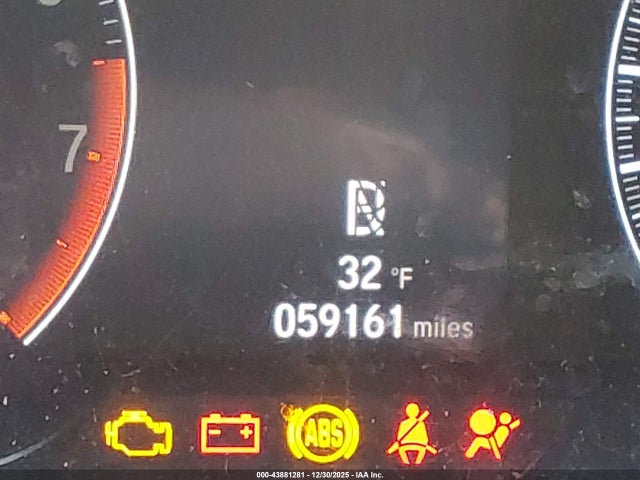 7
32 °F
059161 miles
ABS
000-43881281 - 12/30/2025 - IAA Inc.